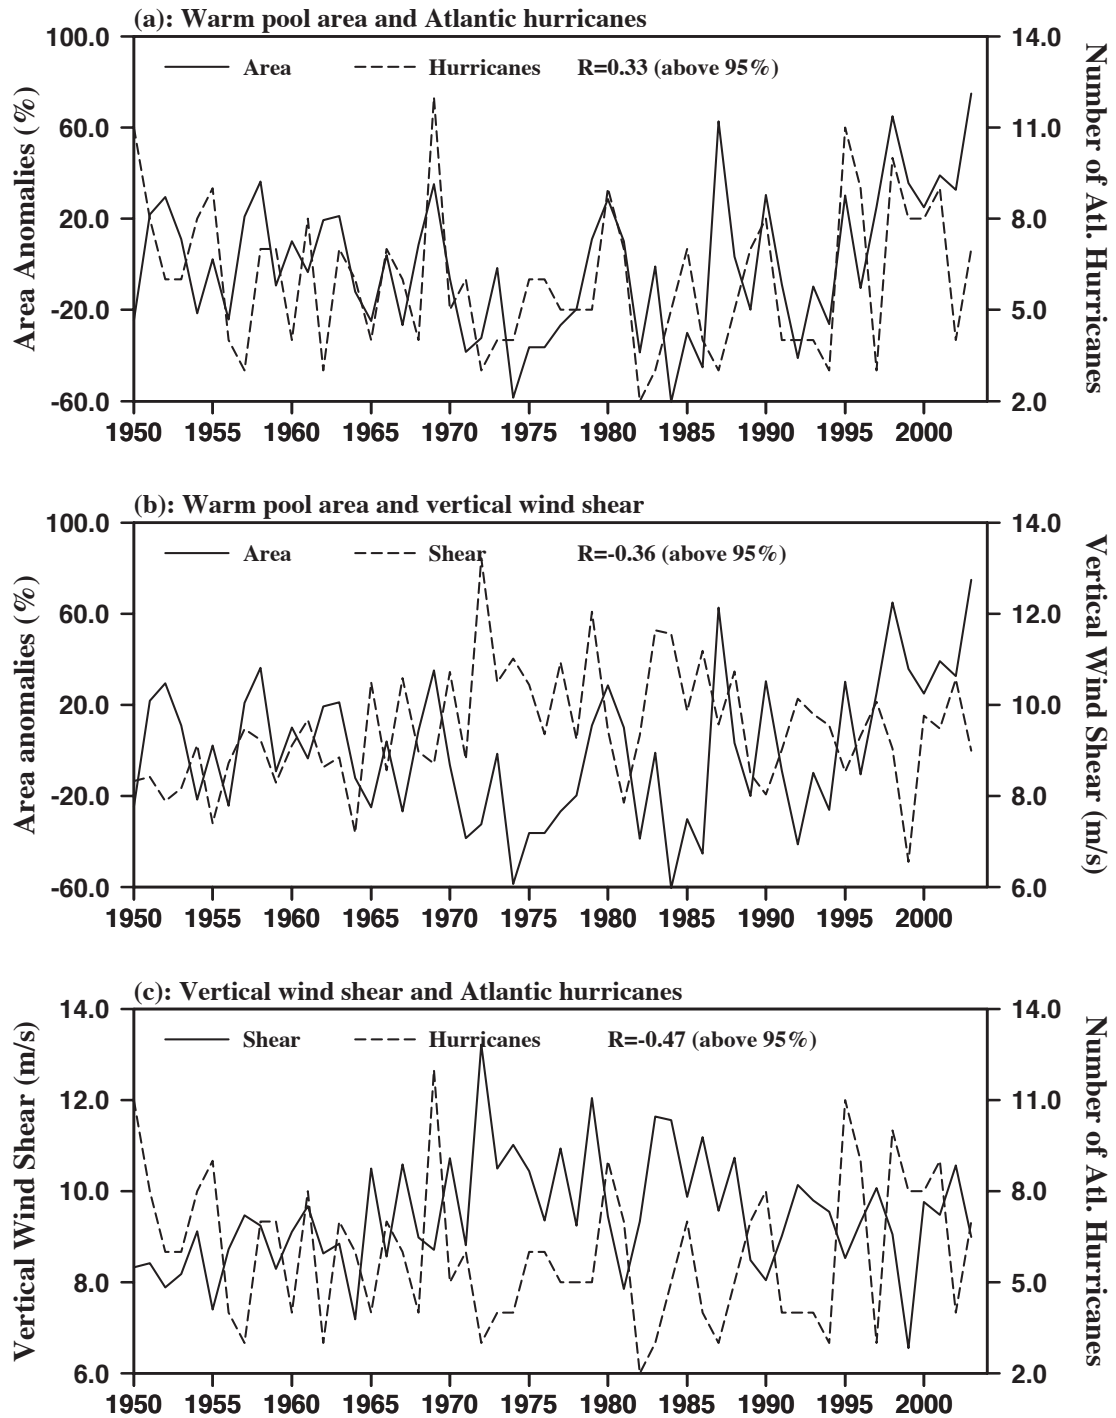 (a): Warm pool area and Atlantic hurricanes
Area Hurricanes R=0.33 (above 95%)
Area Anomalies (%)
100.0
60.0
20.0
-20.0
-60.0
14.0
11.0
8.0
5.0
2.0
Number of Atl. Hurricanes
1950 1955 1960 1965 1970 1975 1980 1985 1990 1995 2000
(b): Warm pool area and vertical wind shear
Area Shear R=-0.36 (above 95%)
Area anomalies (%)
100.0
60.0
20.0
-20.0
-60.0
14.0
12.0
10.0
8.0
6.0
Vertical Wind Shear (m/s)
1950 1955 1960 1965 1970 1975 1980 1985 1990 1995 2000
(c): Vertical wind shear and Atlantic hurricanes
Shear Hurricanes R=-0.47 (above 95%)
Vertical Wind Shear (m/s)
14.0
12.0
10.0
8.0
6.0
14.0
11.0
8.0
5.0
2.0
Number of Atl. Hurricanes
1950 1955 1960 1965 1970 1975 1980 1985 1990 1995 2000